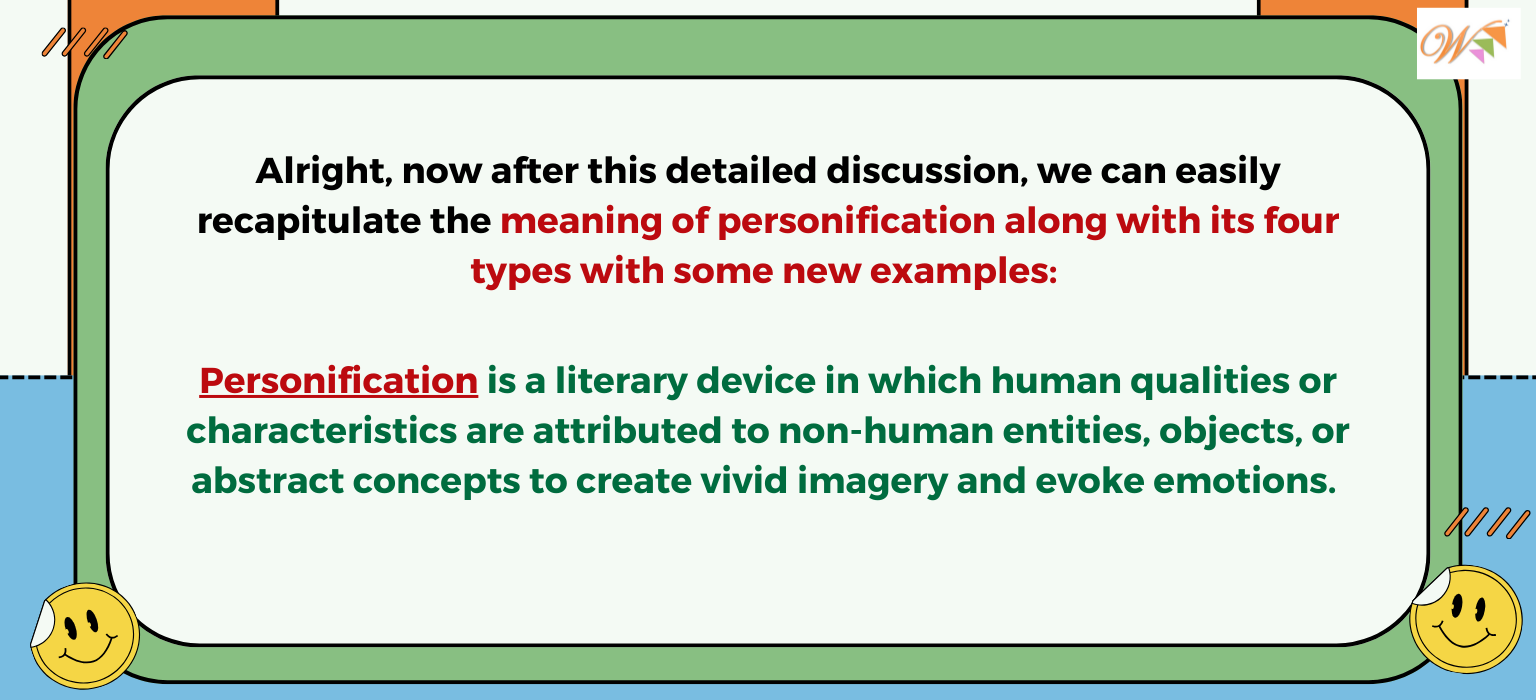 Alright, now after this detailed discussion, we can easily
recapitulate the meaning of personification along with its four
types with some new examples:
Personification is a literary device in which human qualities or
characteristics are attributed to non-human entities, objects, or
abstract concepts to create vivid imagery and evoke emotions.
W